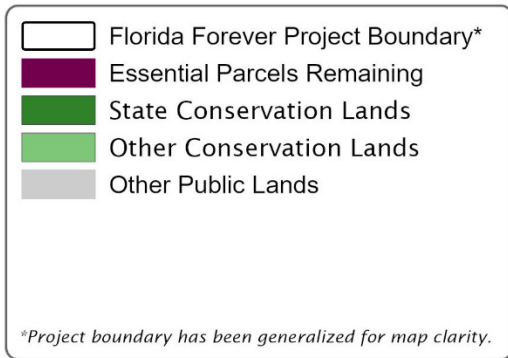 Florida Forever Project Boundary*
Essential Parcels Remaining
State Conservation Lands
Other Conservation Lands
Other Public Lands
*Project boundary has been generalized for map clarity.